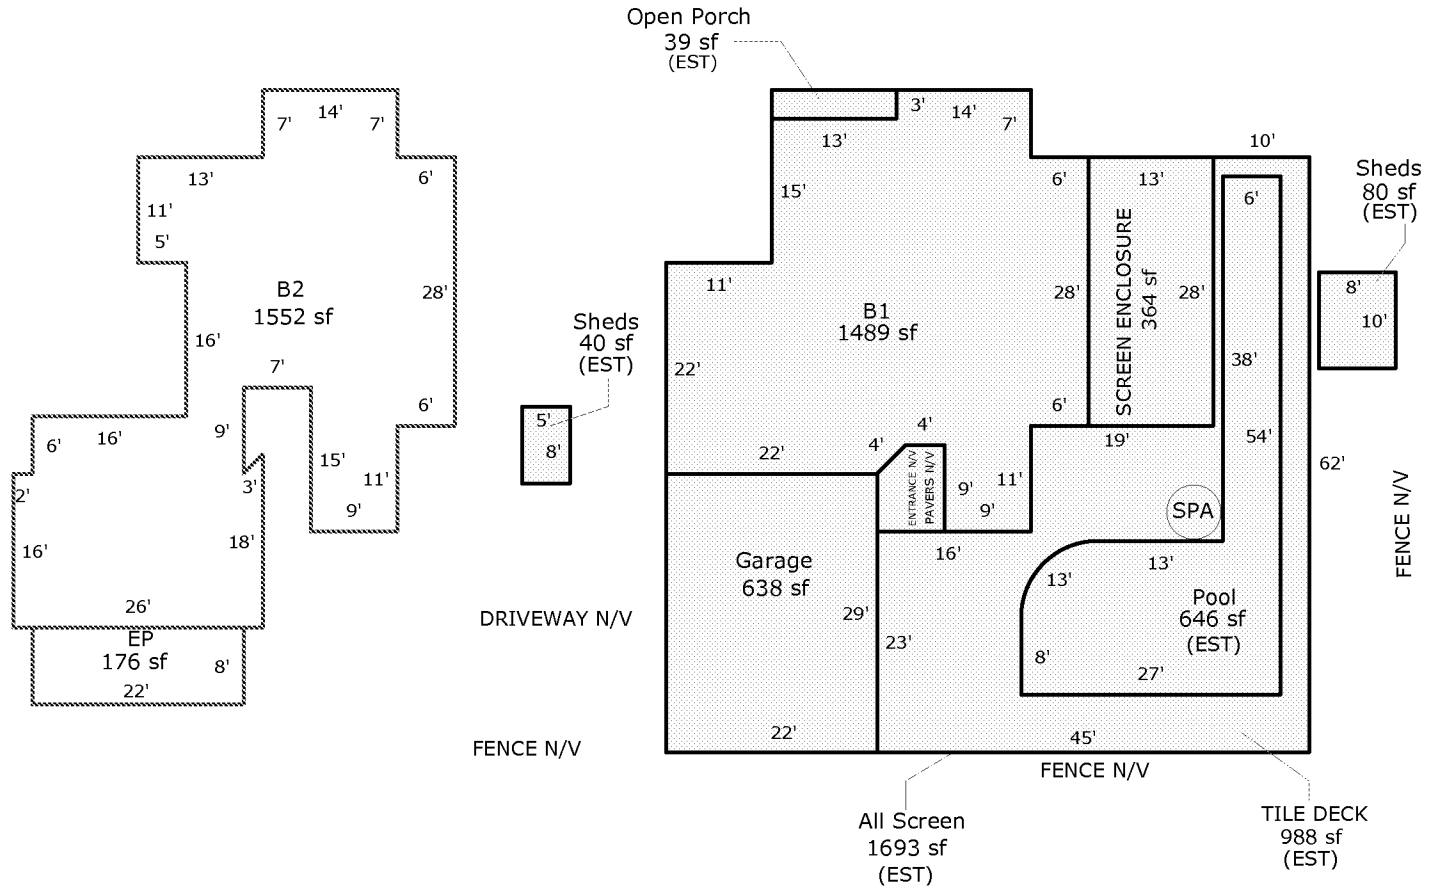 Open Porch
39 sf
(EST)
14'
7'
7'
13'
6'
11'
5'
B2
1552 sf
28'
16'
7'
6'
6'
16'
9'
15'
11'
2'
3'
9'
16'
18'
26'
EP
176 sf
8'
22'
Sheds
40 sf
(EST)
5'
8'
DRIVEWAY N/V
FENCE N/V
3'
14'
7'
13'
15'
6'
11'
B1
1489 sf
28'
22'
6'
4'
4'
22'
ENTRANCE N/V
PAVERS N/V
9'
11'
9'
13'
SCREEN ENCLOSURE
364 sf
28'
19'
10'
6'
38'
54'
62'
SPA
Sheds
80 sf
(EST)
8'
10'
FENCE N/V
Garage
638 sf
29'
22'
16'
23'
13'
13'
Pool
646 sf
(EST)
8'
27'
45'
FENCE N/V
All Screen
1693 sf
(EST)
TILE DECK
988 sf
(EST)